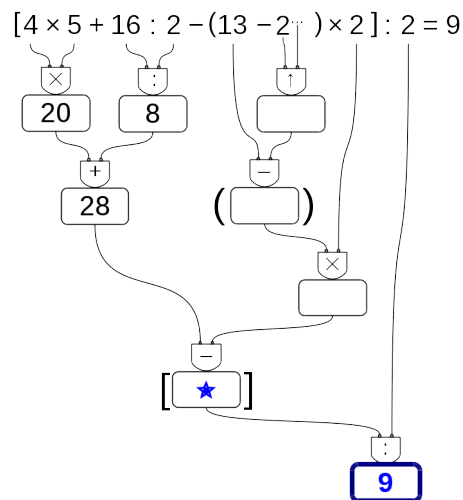 [4 × 5 + 16 : 2 − (13 − 2^… ) × 2 ] : 2 = 9
× : ↑
20 8
+ −
28 ( )
×
−
[ ★ ]
:
9